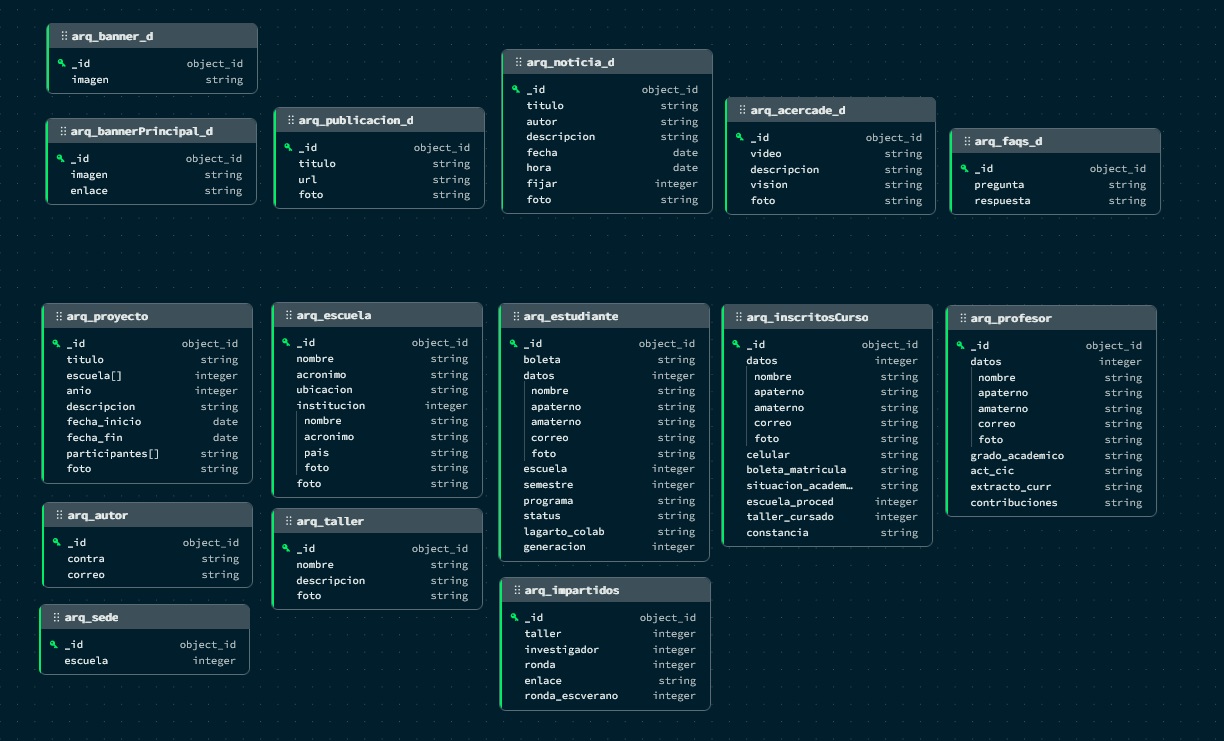 arq_banner_d
_id object_id
imagen string
arq_bannerPrincipal_d
_id object_id
imagen string
enlace string
arq_publicacion_d
_id object_id
titulo string
url string
foto string
arq_noticia_d
_id object_id
titulo string
autor string
descripcion string
fecha date
hora date
fijar integer
foto string
arq_acercade_d
_id object_id
video string
descripcion string
vision string
foto string
arq_faqs_d
_id object_id
pregunta string
respuesta string
arq_proyecto
_id object_id
titulo string
escuela[] integer
anio integer
descripcion string
fecha_inicio date
fecha_fin date
participantes[] string
foto string
arq_autor
_id object_id
contra string
correo string
arq_sede
_id object_id
escuela integer
arq_escuela
_id object_id
nombre string
acronimo string
ubicacion string
institucion integer
nombre string
acronimo string
pais string
foto string
foto string
arq_taller
_id object_id
nombre string
descripcion string
foto string
arq_estudiante
_id object_id
boleta string
datos integer
nombre string
apaterno string
amaterno string
correo string
foto string
escuela integer
semestre integer
programa string
status string
lagarto_colab string
generacion integer
arq_impartidos
_id object_id
taller integer
investigador integer
ronda integer
enlace string
ronda_escverano integer
arq_inscritosCurso
_id object_id
datos integer
nombre string
apaterno string
amaterno string
correo string
foto string
celular string
boleta_matricula string
situacion_academ… string
escuela_proced integer
taller_cursado integer
constancia string
arq_profesor
_id object_id
datos integer
nombre string
apaterno string
amaterno string
correo string
foto string
grado_academico string
act_cic string
extracto_curr string
contribuciones string